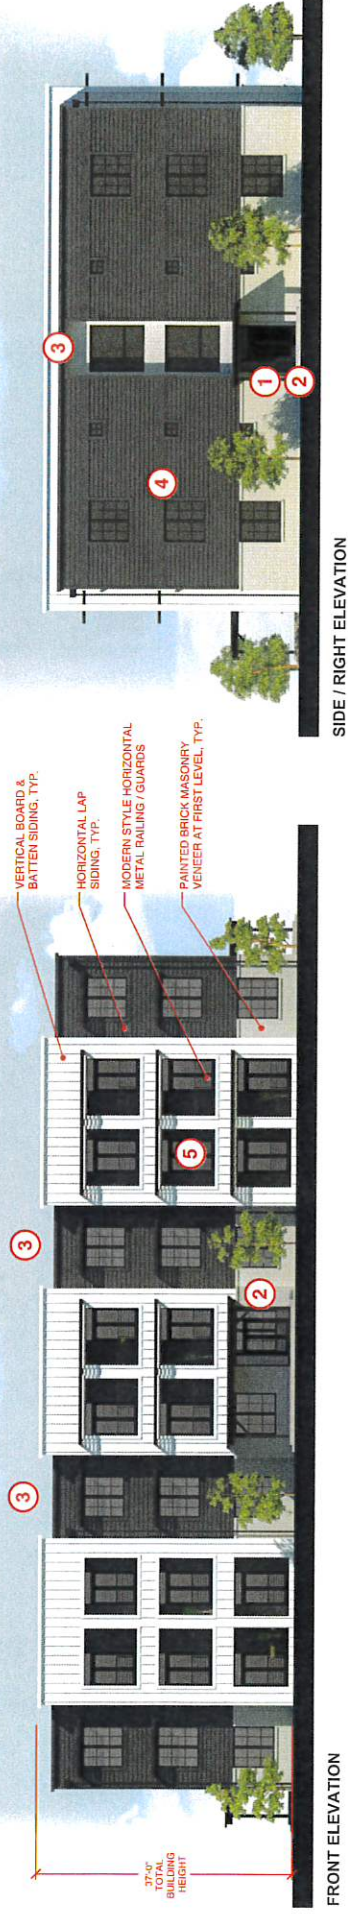 37'-0"
TOTAL
BUILDING
HEIGHT
3
3
2
5
VERTICAL BOARD &
BATTEN SIDING, TYP.
HORIZONTAL LAP
SIDING, TYP.
MODERN STYLE HORIZONTAL
METAL RAILING / GUARDS
PAINTED BRICK MASONRY
VENEER AT FIRST LEVEL, TYP.
FRONT ELEVATION
3
4
1
2
SIDE / RIGHT ELEVATION